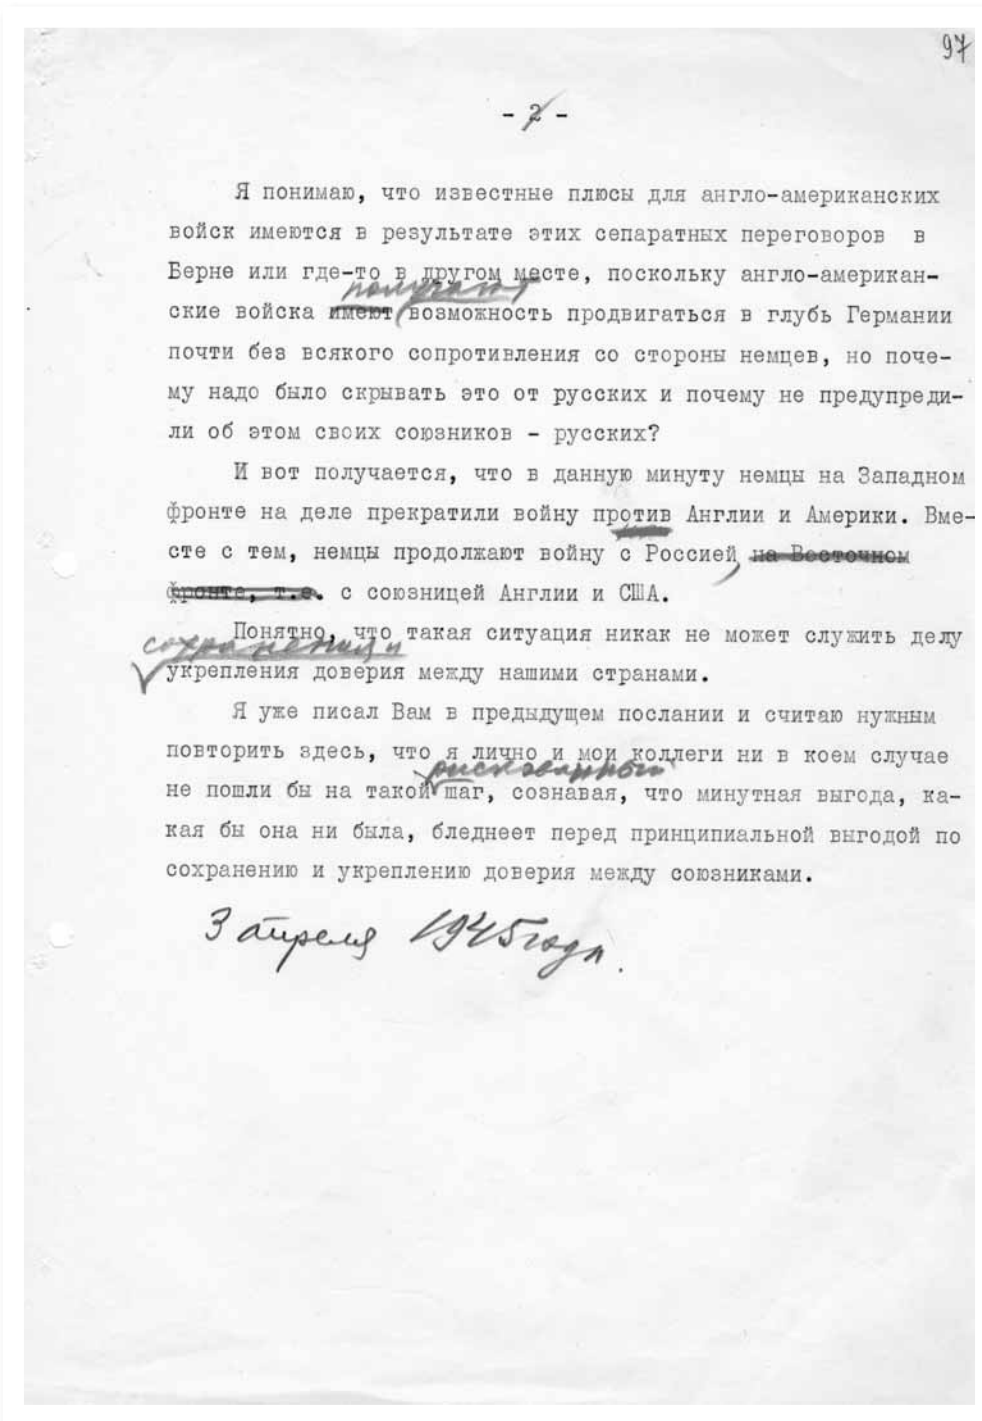 97
- 2 -
Я понимаю, что известные плюсы для англо-американских
войск имеются в результате этих сепаратных переговоров в
Берне или где-то в другом месте, поскольку англо-американ-
получают
ские войска имеют возможность продвигаться в глубь Германии
почти без всякого сопротивления со стороны немцев, но поче-
му надо было скрывать это от русских и почему не предупреди-
ли об этом своих союзников - русских?
И вот получается, что в данную минуту немцы на Западном
фронте на деле прекратили войну против Англии и Америки. Вме-
сте с тем, немцы продолжают войну с Россией, на Восточном
фронте, т.е. с союзницей Англии и США.
Понятно, что такая ситуация никак не может служить делу
сохранения и
укрепления доверия между нашими странами.
Я уже писал Вам в предыдущем послании и считаю нужным
повторить здесь, что я лично и мои коллеги ни в коем случае
рискованный
не пошли бы на такой шаг, сознавая, что минутная выгода, ка-
кая бы она ни была, бледнеет перед принципиальной выгодой по
сохранению и укреплению доверия между союзниками.
3 апреля 1945 года.